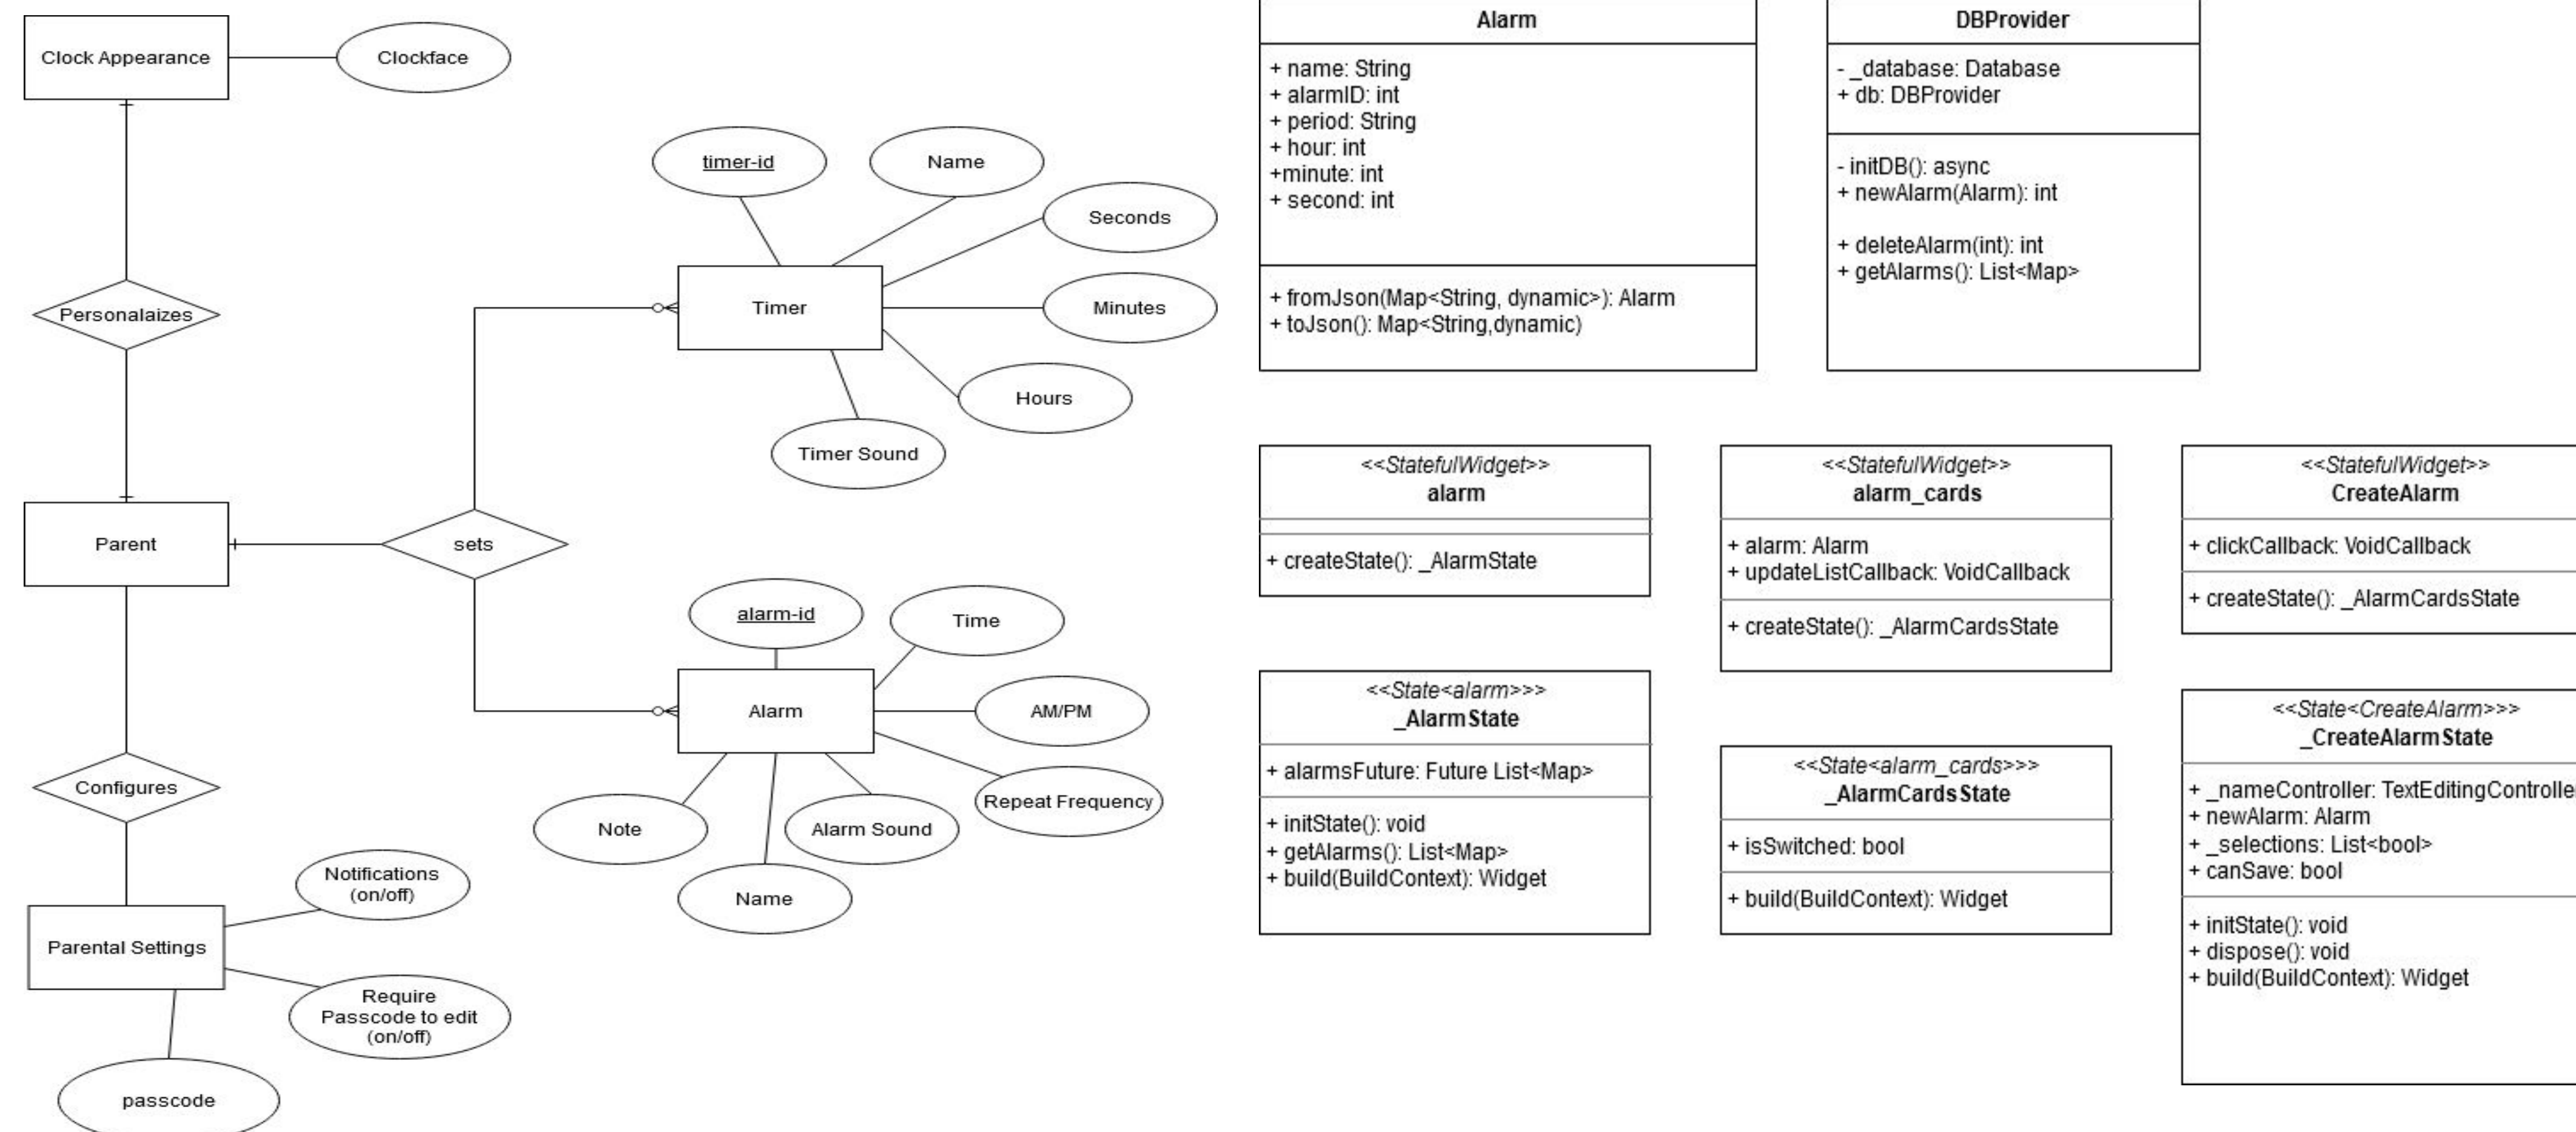 Clock Appearance
Clockface
Personalaizes
timer-id
Name
Seconds
Timer
Minutes
Hours
Timer Sound
Parent
sets
alarm-id
Time
Alarm
AM/PM
Repeat Frequency
Note
Alarm Sound
Name
Configures
Notifications
(on/off)
Parental Settings
Require
Passcode to edit
(on/off)
passcode
Alarm
+ name: String
+ alarmID: int
+ period: String
+ hour: int
+minute: int
+ second: int
+ fromJson(Map<String, dynamic>): Alarm
+ toJson(): Map<String,dynamic)
DBProvider
- _database: Database
+ db: DBProvider
- initDB(): async
+ newAlarm(Alarm): int
+ deleteAlarm(int): int
+ getAlarms(): List<Map>
<<StatefulWidget>>
alarm
+ createState(): _AlarmState
<<StatefulWidget>>
alarm_cards
+ alarm: Alarm
+ updateListCallback: VoidCallback
+ createState(): _AlarmCardsState
<<StatefulWidget>>
CreateAlarm
+ clickCallback: VoidCallback
+ createState(): _AlarmCardsState
<<State<alarm>>>
_AlarmState
+ alarmsFuture: Future List<Map>
+ initState(): void
+ getAlarms(): List<Map>
+ build(BuildContext): Widget
<<State<alarm_cards>>>
_AlarmCardsState
+ isSwitched: bool
+ build(BuildContext): Widget
<<State<CreateAlarm>>>
_CreateAlarmState
+ _nameController: TextEditingController
+ newAlarm: Alarm
+ _selections: List<bool>
+ canSave: bool
+ initState(): void
+ dispose(): void
+ build(BuildContext): Widget